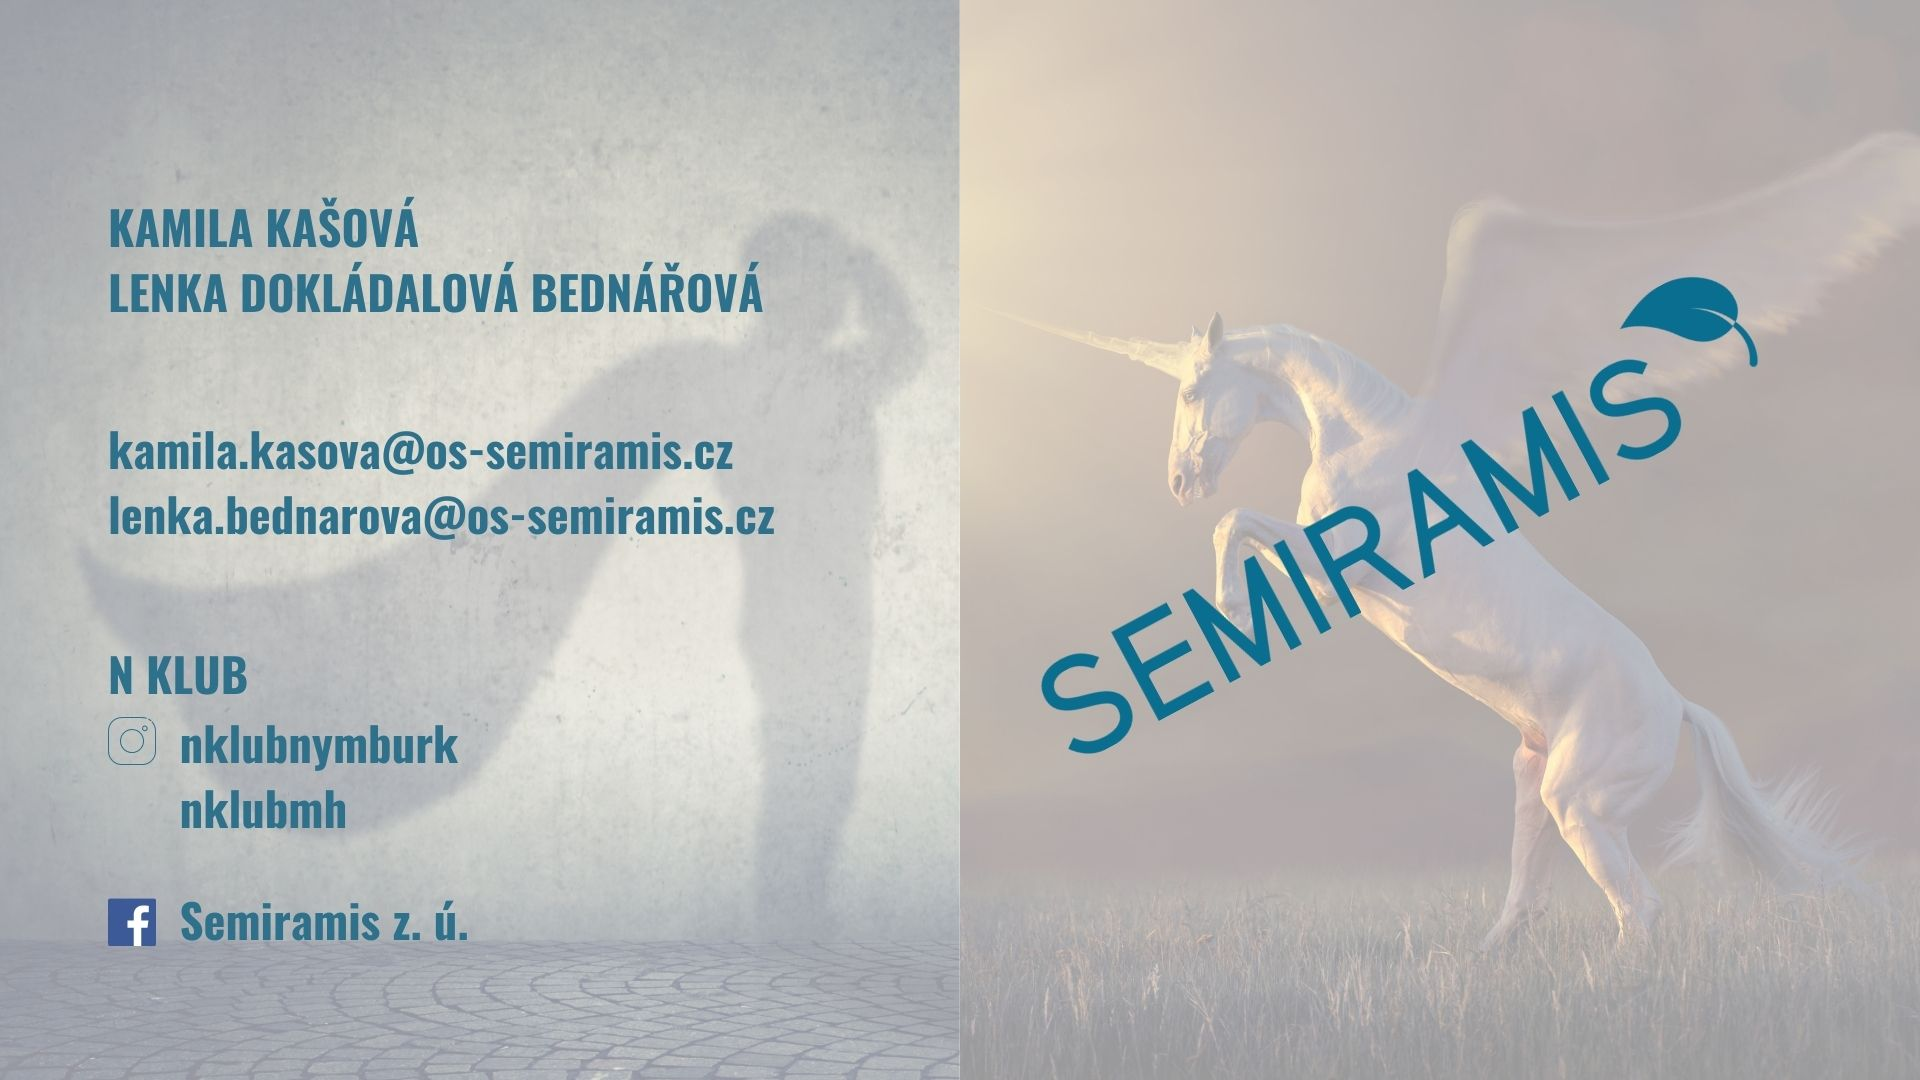 KAMILA KAŠOVÁ
LENKA DOKLÁDALOVÁ BEDNÁŘOVÁ
kamila.kasova@os-semiramis.cz
lenka.bednarova@os-semiramis.cz
N KLUB
nklubnymburk
nklubmh
Semiramis z. ú.
SEMIRAMIS